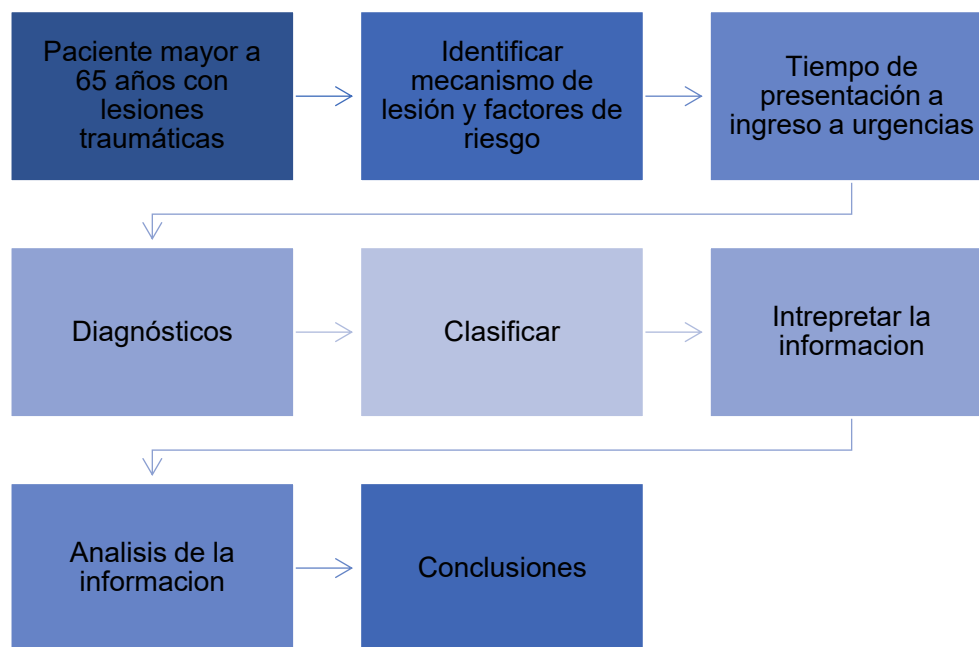 Paciente mayor a
65 años con
lesiones
traumáticas
Identificar
mecanismo de
lesión y factores de
riesgo
Tiempo de
presentación a
ingreso a urgencias
Diagnósticos
Clasificar
Intrepretar la
informacion
Analisis de la
informacion
Conclusiones